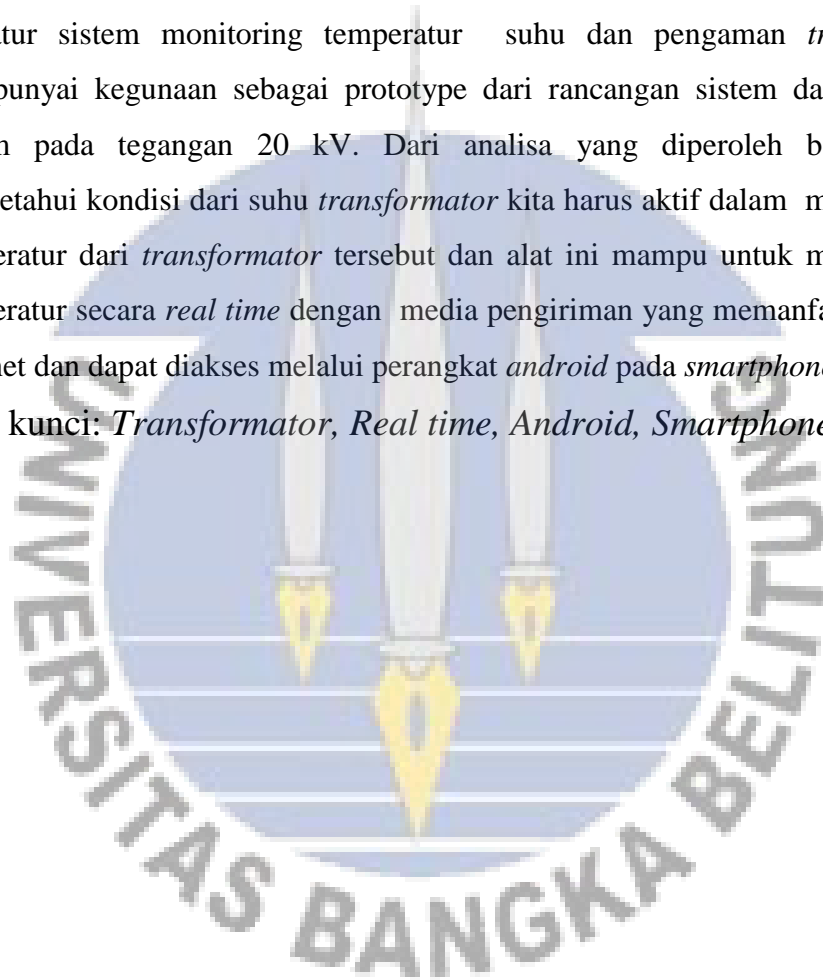 atur sistem monitoring temperatur suhu dan pengaman tr
punyai kegunaan sebagai prototype dari rancangan sistem da
n pada tegangan 20 kV. Dari analisa yang diperoleh b
etahui kondisi dari suhu transformator kita harus aktif dalam m
eratur dari transformator tersebut dan alat ini mampu untuk m
eratur secara real time dengan media pengiriman yang memanfa
net dan dapat diakses melalui perangkat android pada smartphone
kunci: Transformator, Real time, Android, Smartphone
UNIVERSITAS BANGKA BELITUNG